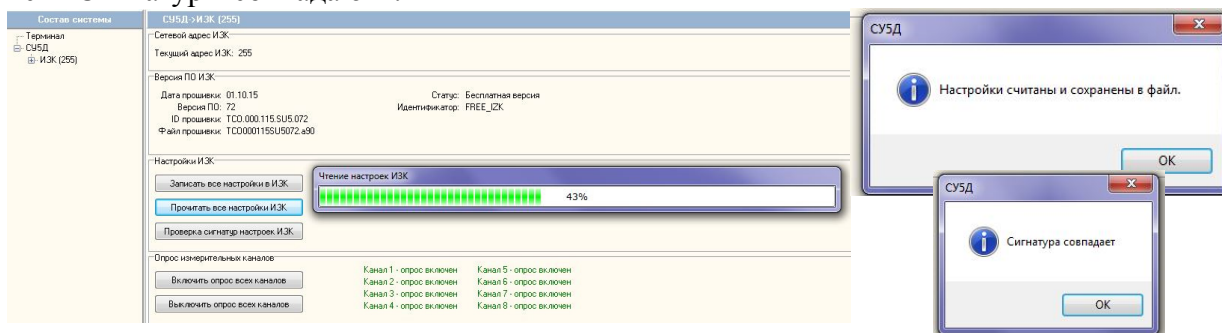 Состав системы
Терминал
СУ5Д
ИЗК (255)
СУ5Д->ИЗК (255)
Сетевой адрес ИЗК
Текущий адрес ИЗК: 255
Версия ПО ИЗК
Дата прошивки: 01.10.15 Статус: Бесплатная версия
Версия ПО: 72 Идентификатор: FREE_IZK
ID прошивки: TCO.000.115.SU5.072
Файл прошивки: TCO000115SU5072.a90
Настройки ИЗК
Записать все настройки в ИЗК
Прочитать все настройки ИЗК
Проверка сигнатур настроек ИЗК
Чтение настроек ИЗК
43%
Опрос измерительных каналов
Включить опрос всех каналов
Выключить опрос всех каналов
Канал 1 - опрос включен Канал 5 - опрос включен
Канал 2 - опрос включен Канал 6 - опрос включен
Канал 3 - опрос включен Канал 7 - опрос включен
Канал 4 - опрос включен Канал 8 - опрос включен
СУ5Д
Настройки считаны и сохранены в файл.
OK
СУ5Д
Сигнатура совпадает
OK